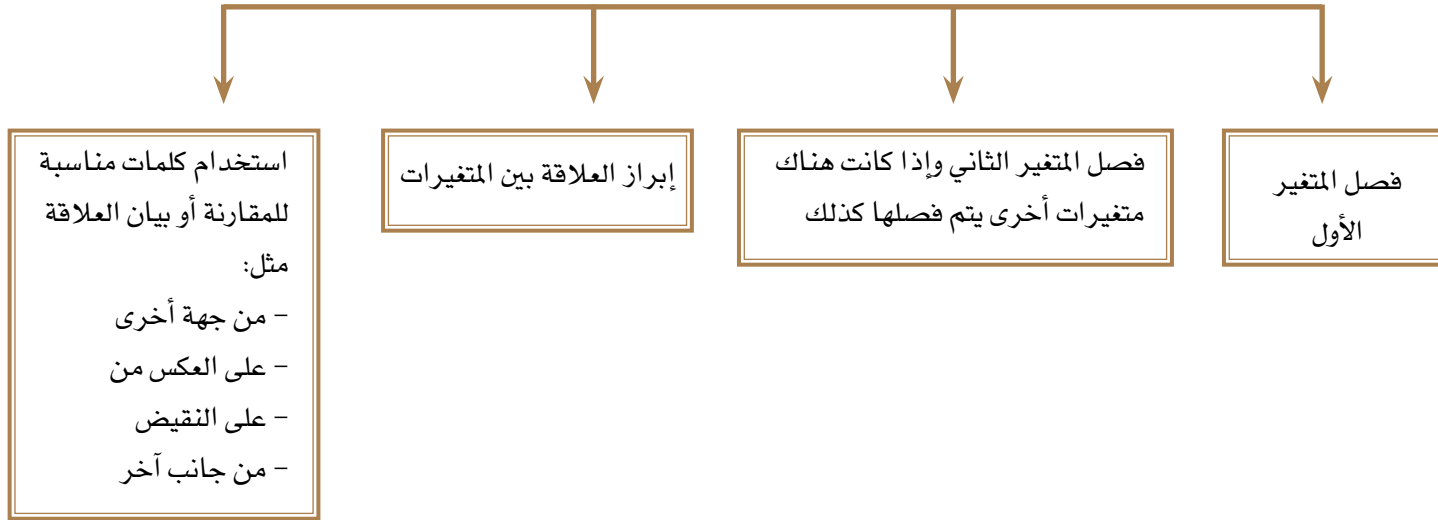 فصل المتغير
الأول
فصل المتغير الثاني وإذا كانت هناك
متغيرات أخرى يتم فصلها كذلك
إبراز العلاقة بين المتغيرات
استخدام كلمات مناسبة
للمقارنة أو بيان العلاقة
مثل:
– من جهة أخرى
– على العكس من
– على النقيض
– من جانب آخر